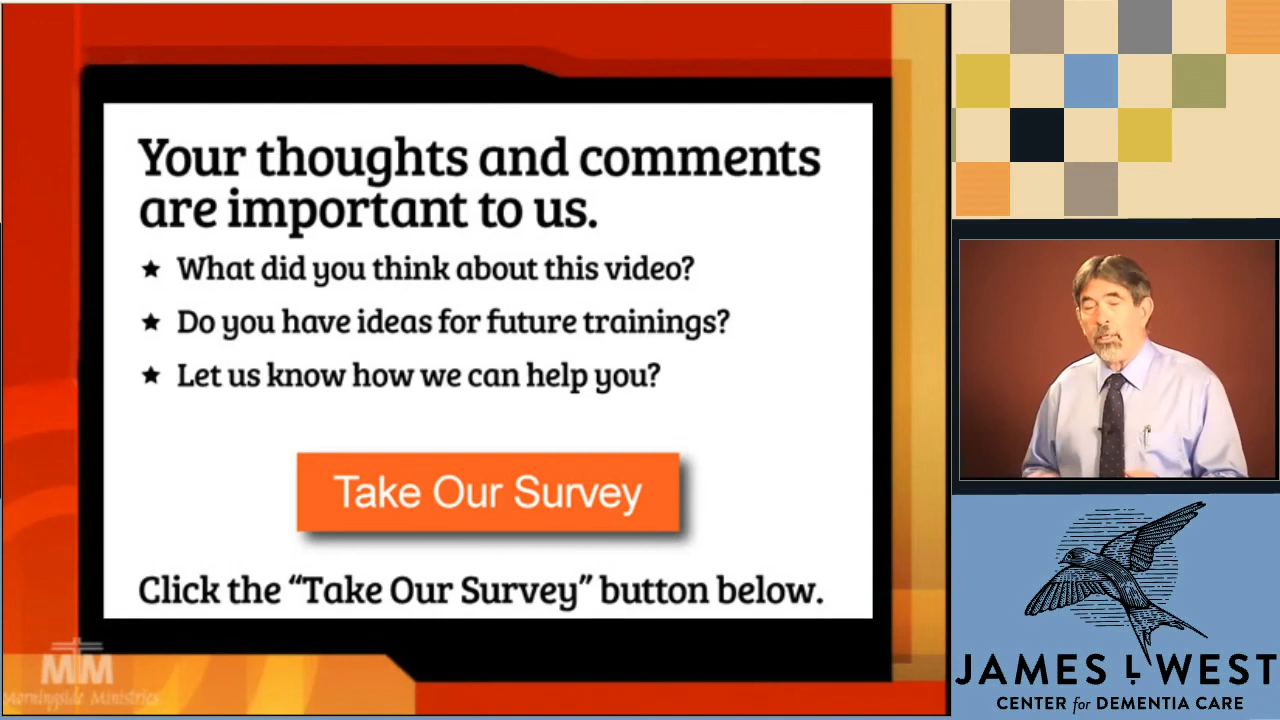 Your thoughts and comments
are important to us.
★ What did you think about this video?
★ Do you have ideas for future trainings?
★ Let us know how we can help you?
Take Our Survey
Click the “Take Our Survey” button below.
MM
Morningside Ministries
JAMES L WEST
CENTER for DEMENTIA CARE